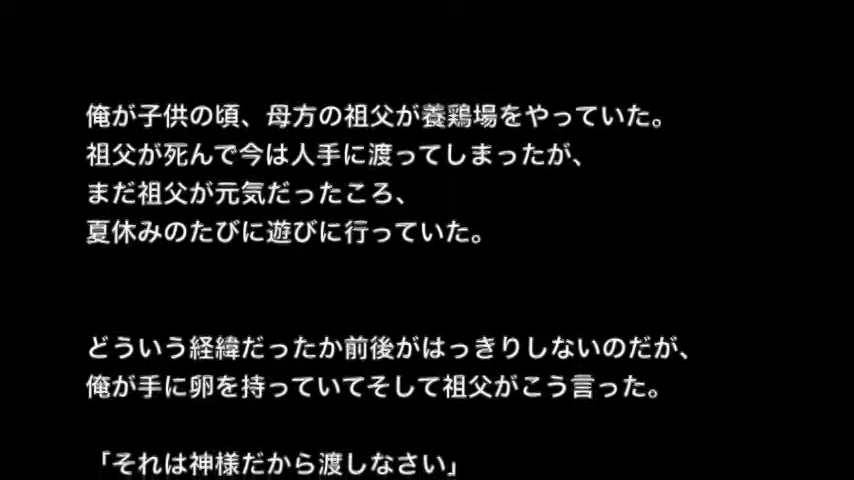 俺が子供の頃、母方の祖父が養鶏場をやっていた。
祖父が死んで今は人手に渡ってしまったが、
まだ祖父が元気だったころ、
夏休みのたびに遊びに行っていた。
どういう経緯だったか前後がはっきりしないのだが、
俺が手に卵を持っていてそして祖父がこう言った。
「それは神様だから渡しなさい」